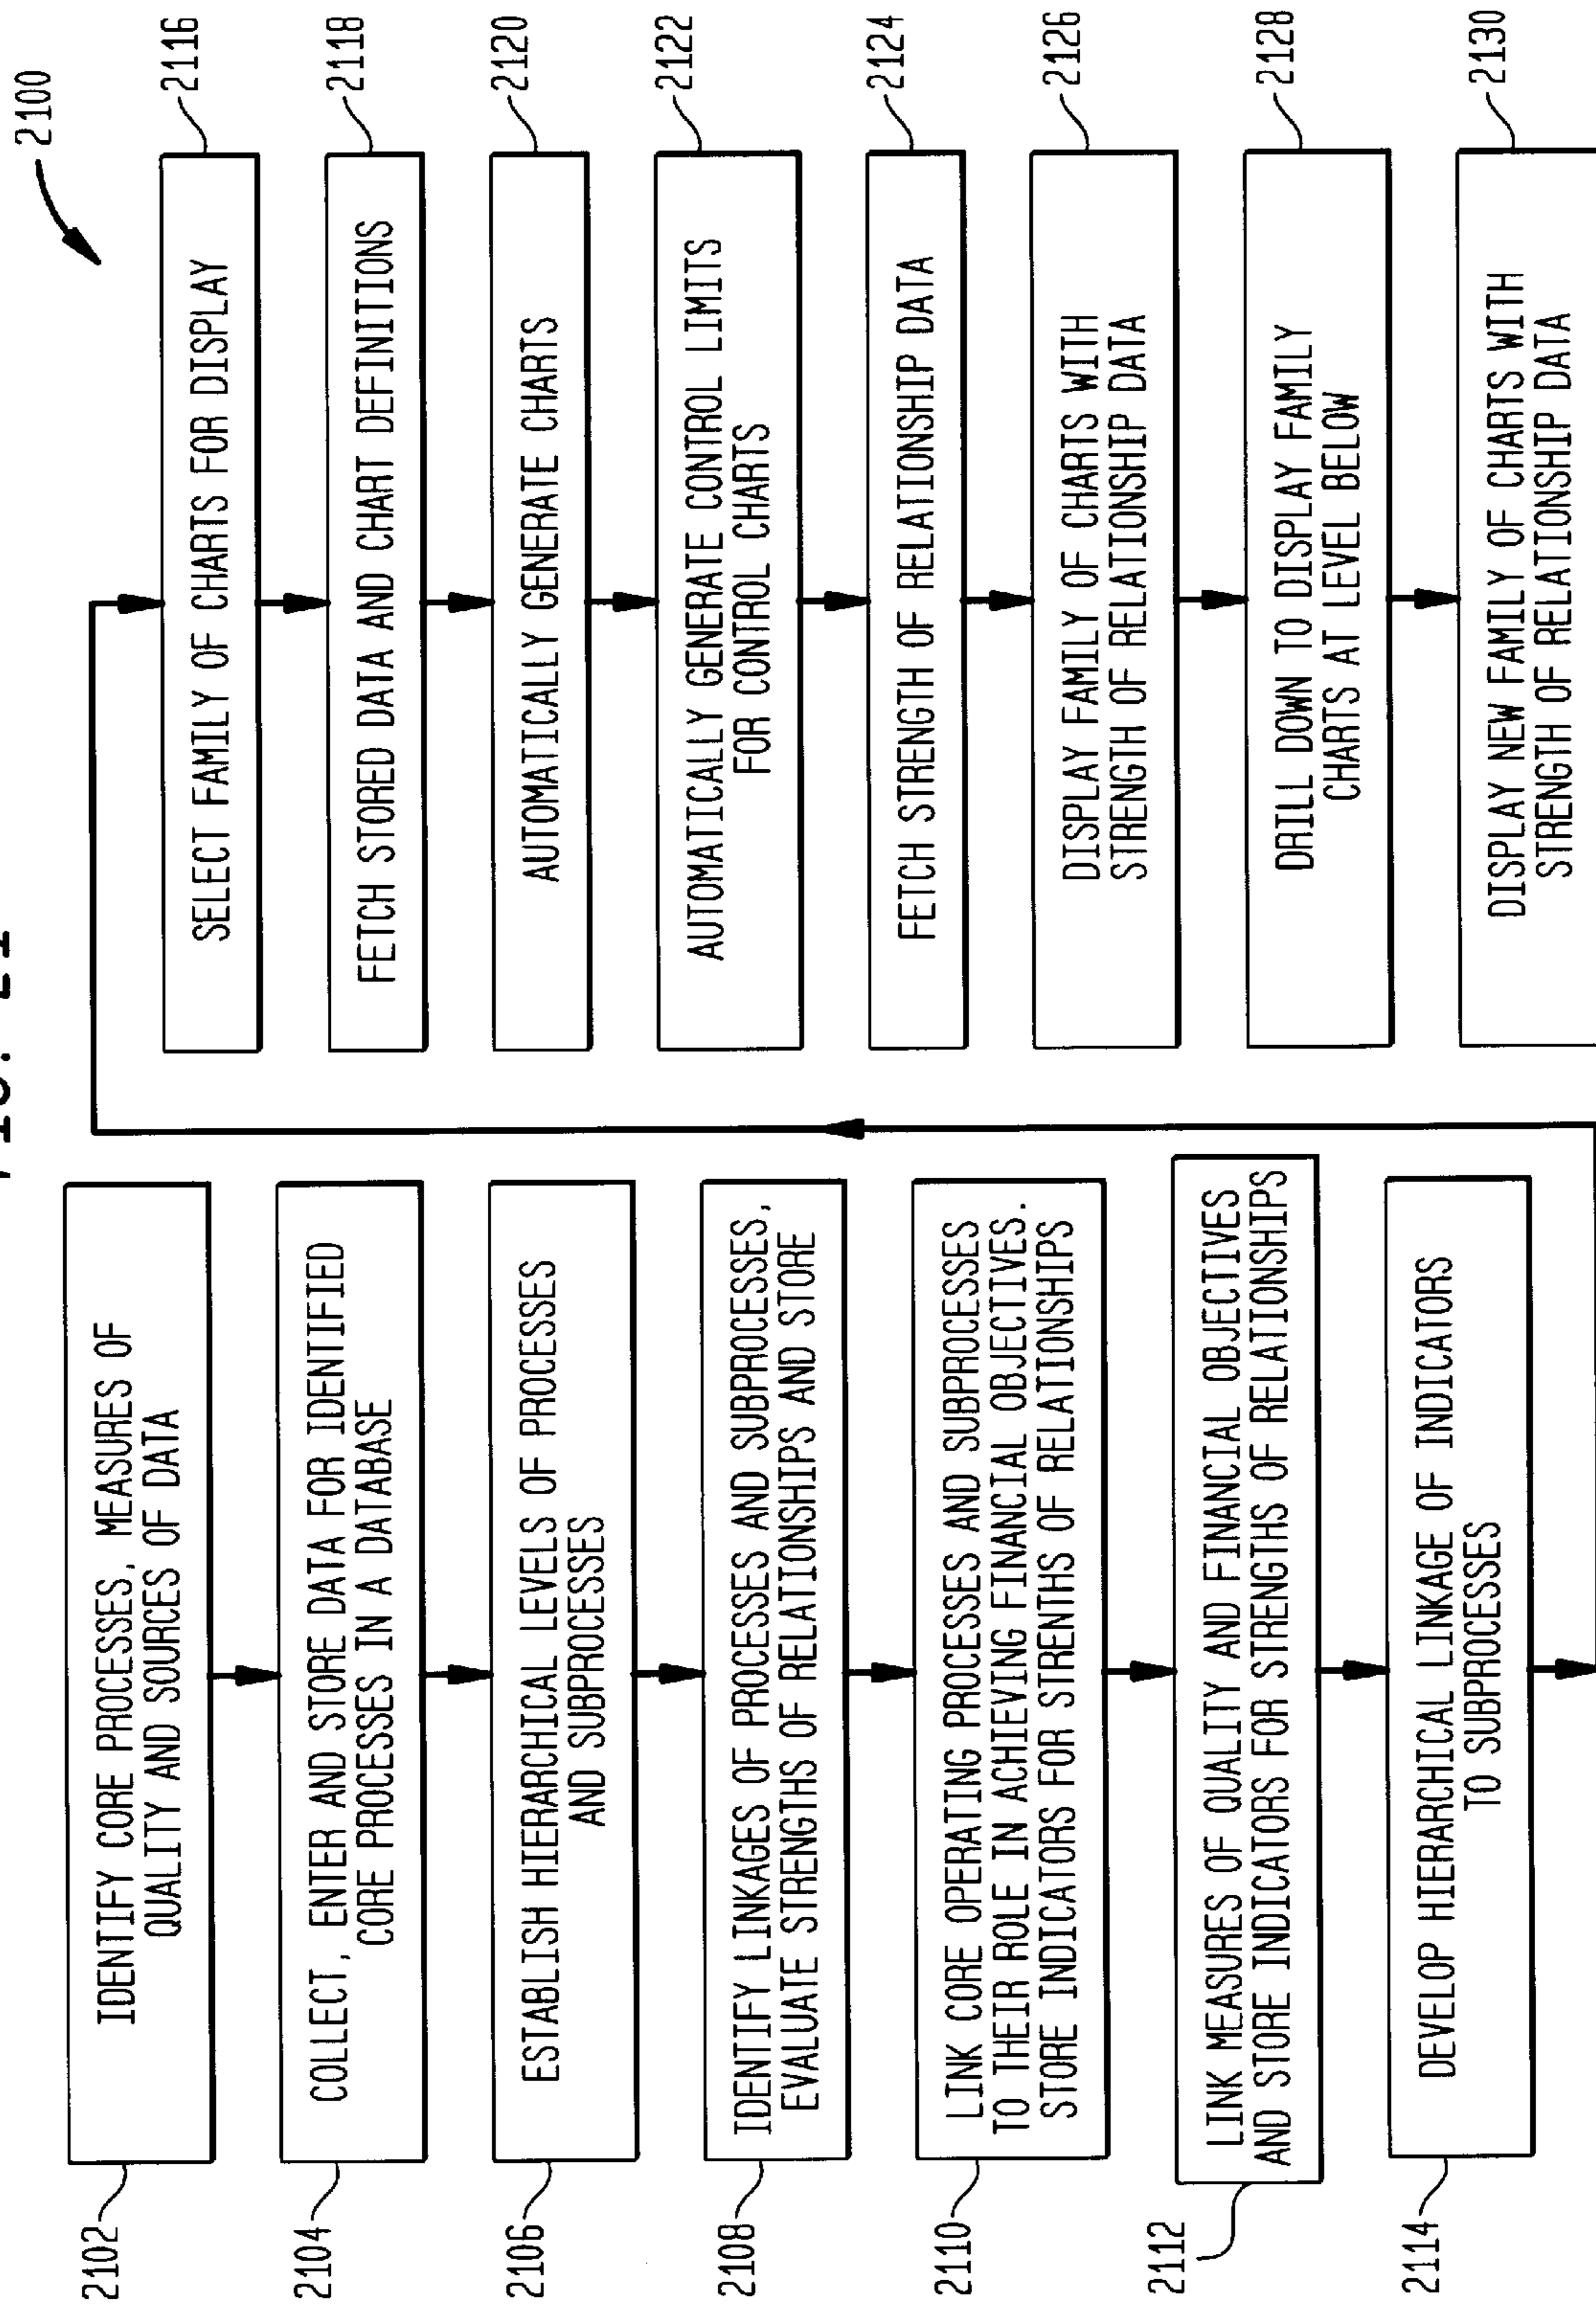 FIG. 21
2100
2102
IDENTIFY CORE PROCESSES, MEASURES OF
QUALITY AND SOURCES OF DATA
2104
COLLECT, ENTER AND STORE DATA FOR IDENTIFIED
CORE PROCESSES IN A DATABASE
2106
ESTABLISH HIERARCHICAL LEVELS OF PROCESSES
AND SUBPROCESSES
2108
IDENTIFY LINKAGES OF PROCESSES AND SUBPROCESSES,
EVALUATE STRENGTHS OF RELATIONSHIPS AND STORE
2110
LINK CORE OPERATING PROCESSES AND SUBPROCESSES
TO THEIR ROLE IN ACHIEVING FINANCIAL OBJECTIVES.
STORE INDICATORS FOR STRENTHS OF RELATIONSHIPS
2112
LINK MEASURES OF QUALITY AND FINANCIAL OBJECTIVES
AND STORE INDICATORS FOR STRENGTHS OF RELATIONSHIPS
2114
DEVELOP HIERARCHICAL LINKAGE OF INDICATORS
TO SUBPROCESSES
2116
SELECT FAMILY OF CHARTS FOR DISPLAY
2118
FETCH STORED DATA AND CHART DEFINITIONS
2120
AUTOMATICALLY GENERATE CHARTS
2122
AUTOMATICALLY GENERATE CONTROL LIMITS
FOR CONTROL CHARTS
2124
FETCH STRENGTH OF RELATIONSHIP DATA
2126
DISPLAY FAMILY OF CHARTS WITH
STRENGTH OF RELATIONSHIP DATA
2128
DRILL DOWN TO DISPLAY FAMILY
CHARTS AT LEVEL BELOW
2130
DISPLAY NEW FAMILY OF CHARTS WITH
STRENGTH OF RELATIONSHIP DATA